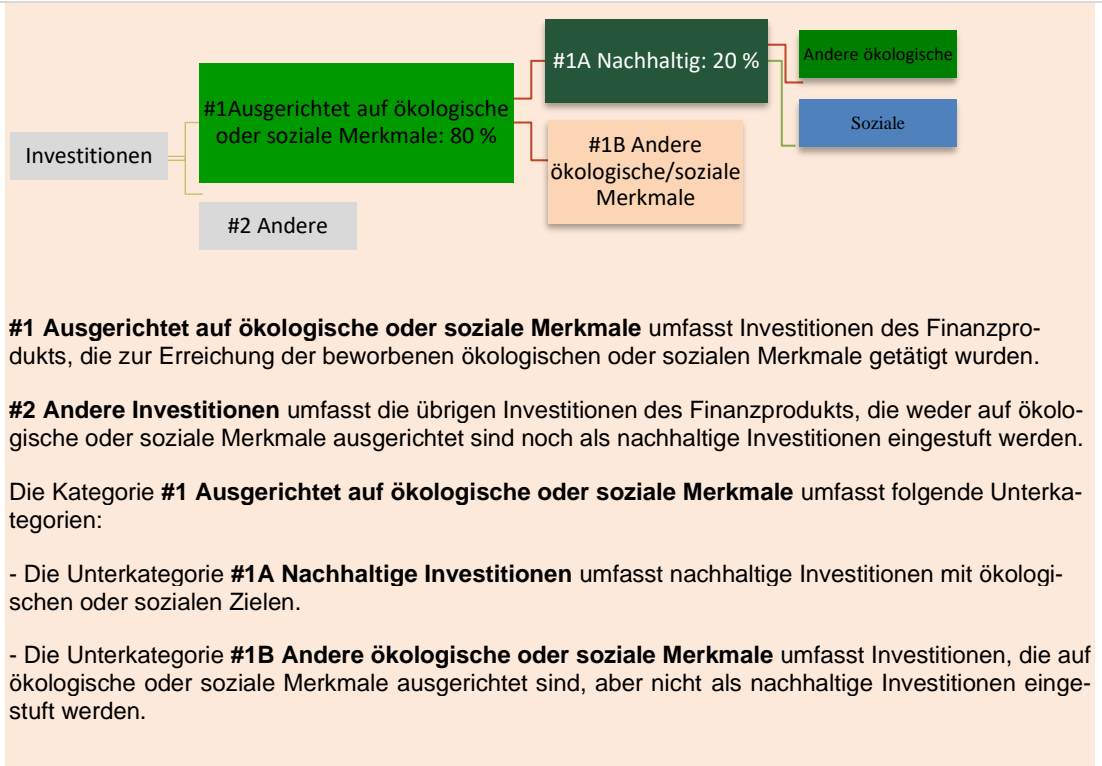 Investitionen
#1Ausgerichtet auf ökologische
oder soziale Merkmale: 80 %
#2 Andere
#1A Nachhaltig: 20 %
#1B Andere
ökologische/soziale
Merkmale
Andere ökologische
Soziale
#1 Ausgerichtet auf ökologische oder soziale Merkmale umfasst Investitionen des Finanzpro-
dukts, die zur Erreichung der beworbenen ökologischen oder sozialen Merkmale getätigt wurden.
#2 Andere Investitionen umfasst die übrigen Investitionen des Finanzprodukts, die weder auf ökolo-
gische oder soziale Merkmale ausgerichtet sind noch als nachhaltige Investitionen eingestuft werden.
Die Kategorie #1 Ausgerichtet auf ökologische oder soziale Merkmale umfasst folgende Unterka-
tegorien:
- Die Unterkategorie #1A Nachhaltige Investitionen umfasst nachhaltige Investitionen mit ökologi-
schen oder sozialen Zielen.
- Die Unterkategorie #1B Andere ökologische oder soziale Merkmale umfasst Investitionen, die auf
ökologische oder soziale Merkmale ausgerichtet sind, aber nicht als nachhaltige Investitionen einge-
stuft werden.